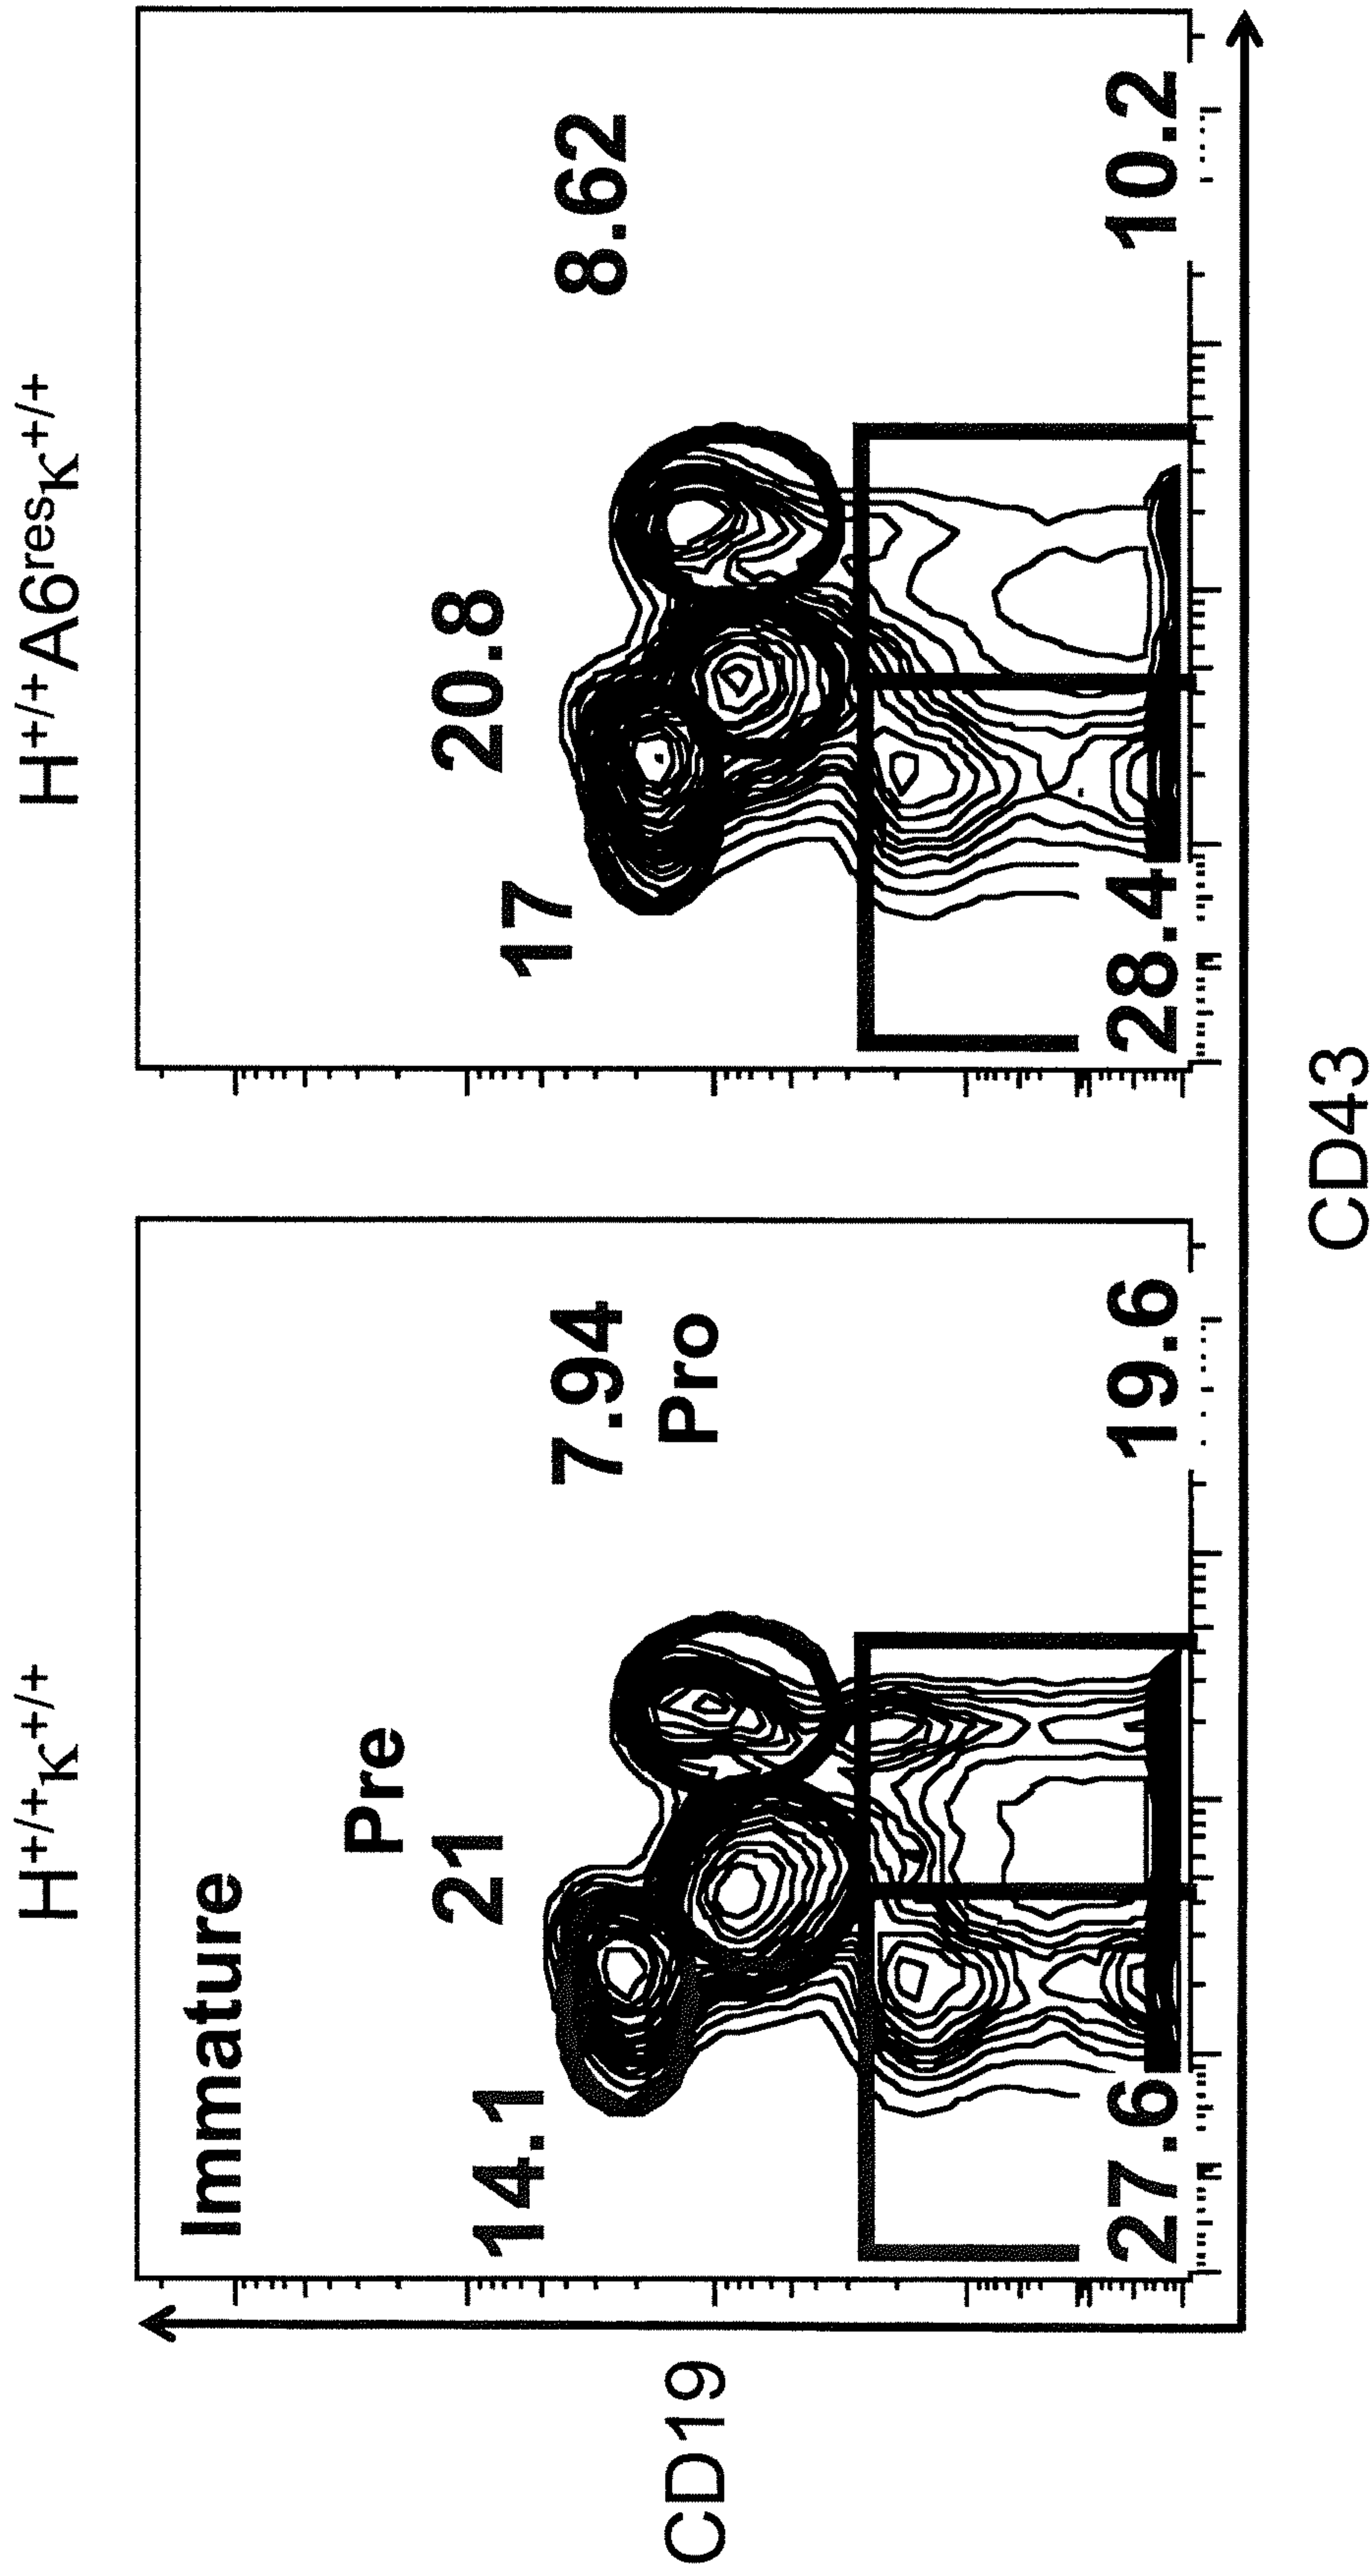 H+/+κ+/+
H+/+A6resκ+/+
CD19
Immature
Pre
14.1
21
7.94
Pro
27.6
19.6
17
20.8
8.62
28.4
10.2
CD43